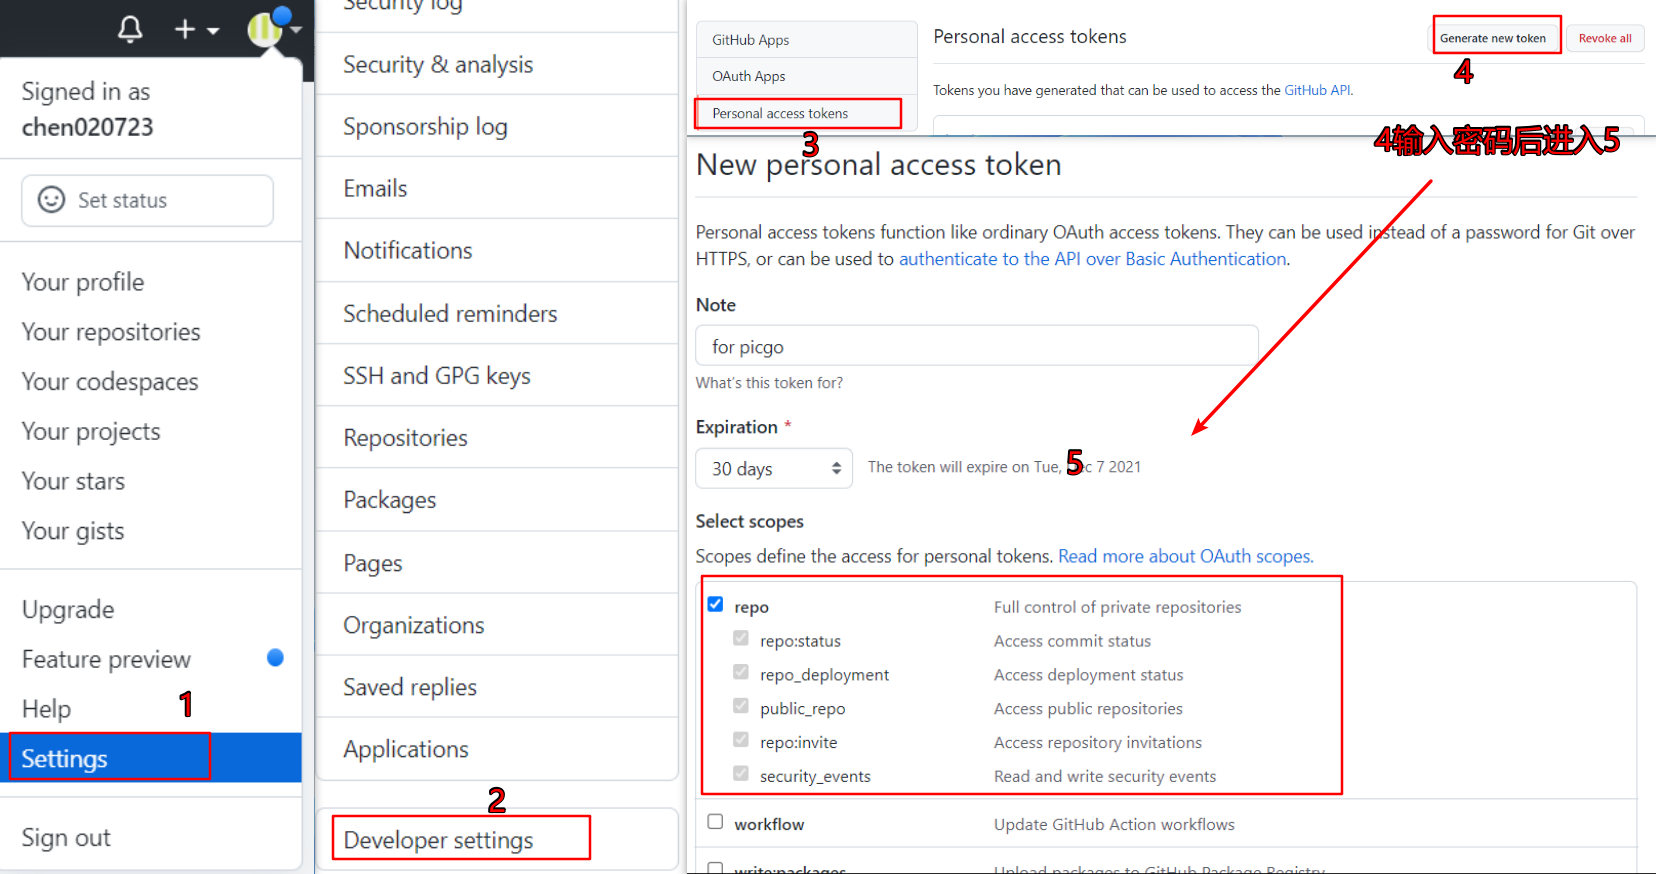 Signed in as
chen020723
Set status
Your profile
Your repositories
Your codespaces
Your projects
Your stars
Your gists
Upgrade
Feature preview
Help
1
Settings
Sign out
Security log
Security & analysis
Sponsorship log
Emails
Notifications
Scheduled reminders
SSH and GPG keys
Repositories
Packages
Pages
Organizations
Saved replies
Applications
2
Developer settings
GitHub Apps
OAuth Apps
Personal access tokens
3
Personal access tokens
Generate new token
Revoke all
4
Tokens you have generated that can be used to access the GitHub API.
4输入密码后进入5
New personal access token
Personal access tokens function like ordinary OAuth access tokens. They can be used instead of a password for Git over
HTTPS, or can be used to authenticate to the API over Basic Authentication.
Note
for picgo
What's this token for?
Expiration *
30 days
The token will expire on Tue, Dec 7 2021
5
Select scopes
Scopes define the access for personal tokens. Read more about OAuth scopes.
repo Full control of private repositories
repo:status Access commit status
repo_deployment Access deployment status
public_repo Access public repositories
repo:invite Access repository invitations
security_events Read and write security events
workflow Update GitHub Action workflows
write:packages Upload packages to GitHub Package Registry